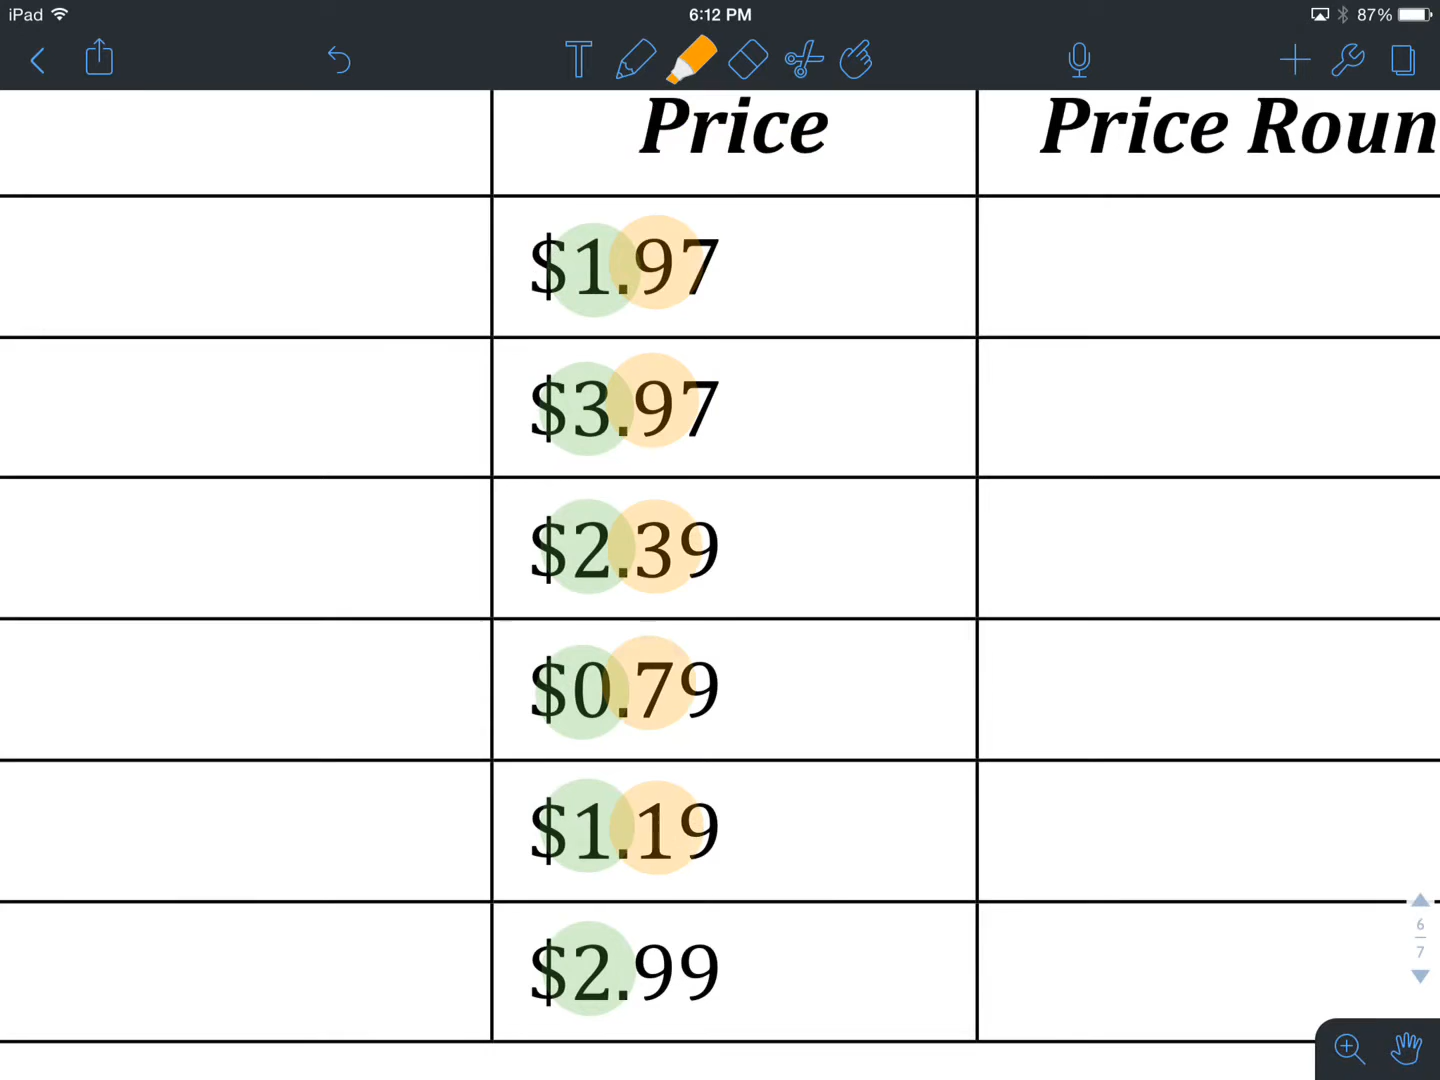 iPad 6:12 PM 87%
T
Price Price Roun
$1.97
$3.97
$2.39
$0.79
$1.19
$2.99
6
7